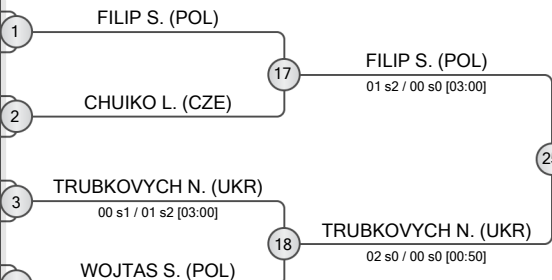 FILIP S. (POL)
1
17
FILIP S. (POL)
01 s2 / 00 s0 [03:00]
CHUIKO L. (CZE)
2
TRUBKOVYCH N. (UKR)
3
00 s1 / 01 s2 [03:00]
18
TRUBKOVYCH N. (UKR)
02 s0 / 00 s0 [00:50]
WOJTAS S. (POL)